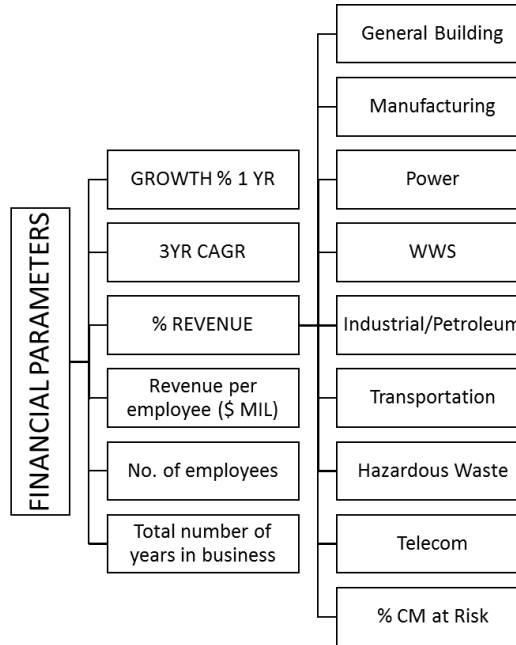 FINANCIAL PARAMETERS
GROWTH % 1 YR
3YR CAGR
% REVENUE
Revenue per
employee ($ MIL)
No. of employees
Total number of
years in business
General Building
Manufacturing
Power
WWS
Industrial/Petroleum
Transportation
Hazardous Waste
Telecom
% CM at Risk